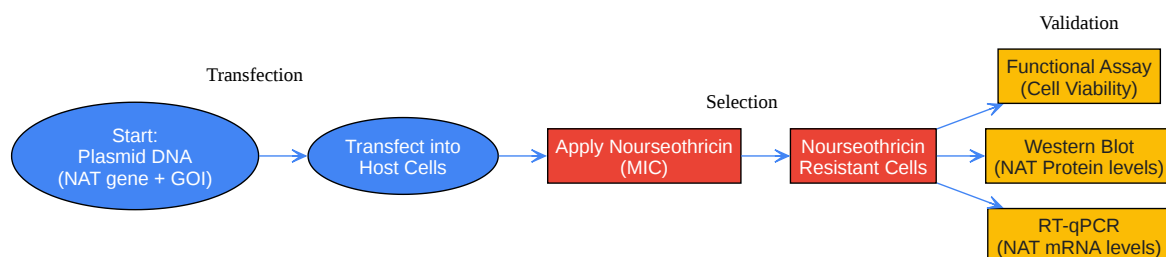 Validation
Transfection
Selection
Start:
Plasmid DNA
(NAT gene + GOI)
Transfect into
Host Cells
Apply Nourseothricin
(MIC)
Nourseothricin
Resistant Cells
Functional Assay
(Cell Viability)
Western Blot
(NAT Protein levels)
RT-qPCR
(NAT mRNA levels)